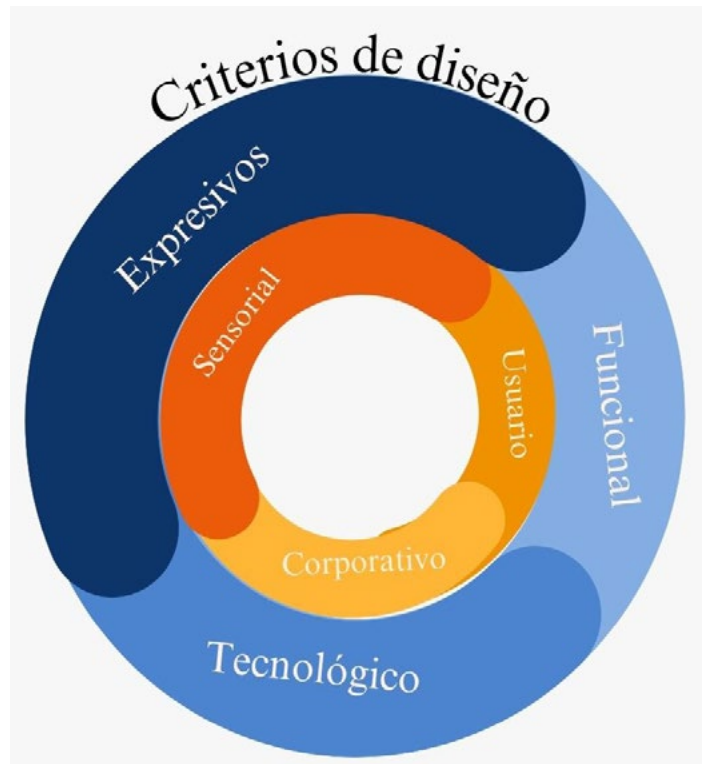 Criterios de diseño
Expresivos
Sensorial
Usuario
Funcional
Corporativo
Tecnológico